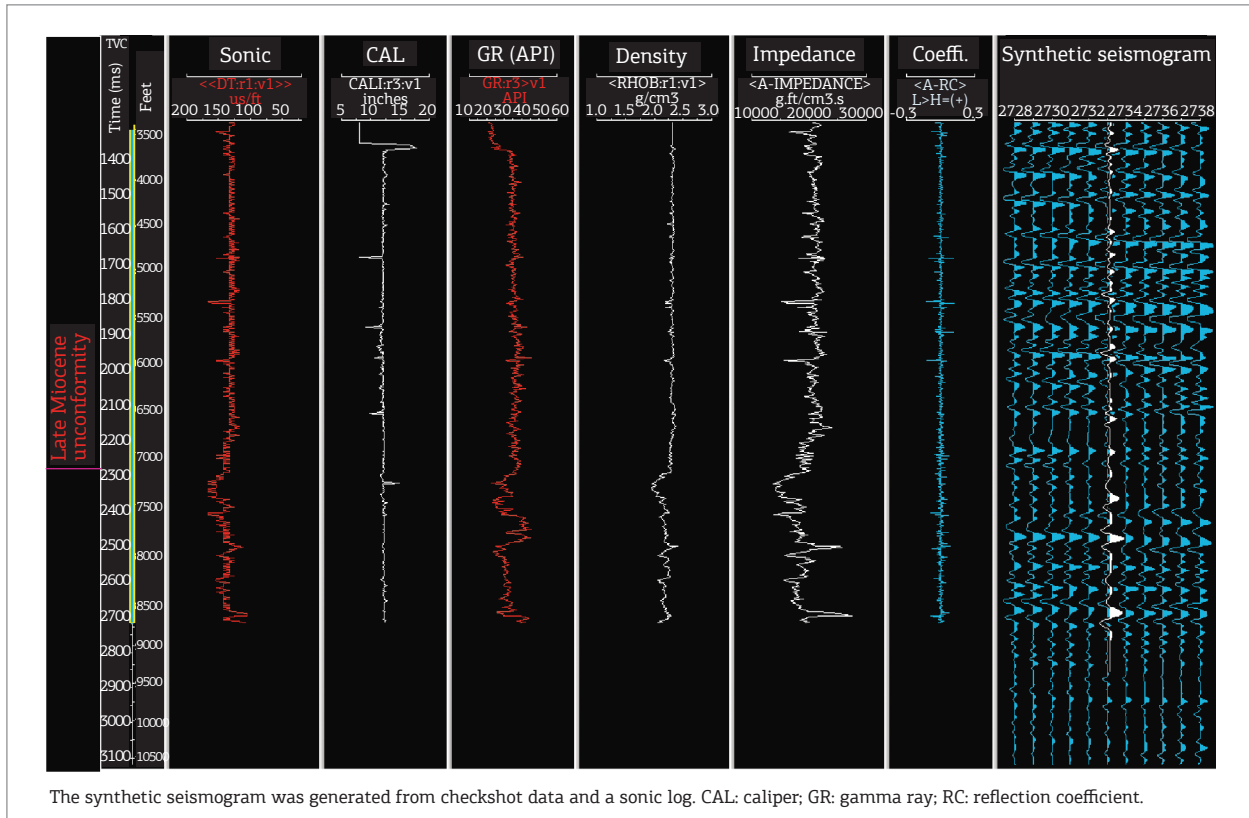 TVC
Time (ms)
Feet
Sonic
<<DT:r1:v1>>
us/ft
200 150 100 50
CAL
CALI:r3:v1
inches
5 10 15 20
GR (API)
GR:r3>v1
API
102030405060
Density
<RHOB:r1:v1>
g/cm3
1.0 1.5 2.0 2.5 3.0
Impedance
<A-IMPEDANCE>
g.ft/cm3.s
10000 20000 30000
Coeffi.
<A-RC>
L>H=(+)
-0.3 0.3
Synthetic seismogram
2728 2730 2732 2734 2736 2738
Late Miocene
unconformity
1400
1500
1600
1700
1800
1900
2000
2100
2200
2300
2400
2500
2600
2700
2800
2900
3000
3100
3500
4000
4500
5000
5500
6000
6500
7000
7500
8000
8500
9000
9500
10000
10500
The synthetic seismogram was generated from checkshot data and a sonic log. CAL: caliper; GR: gamma ray; RC: reflection coefficient.